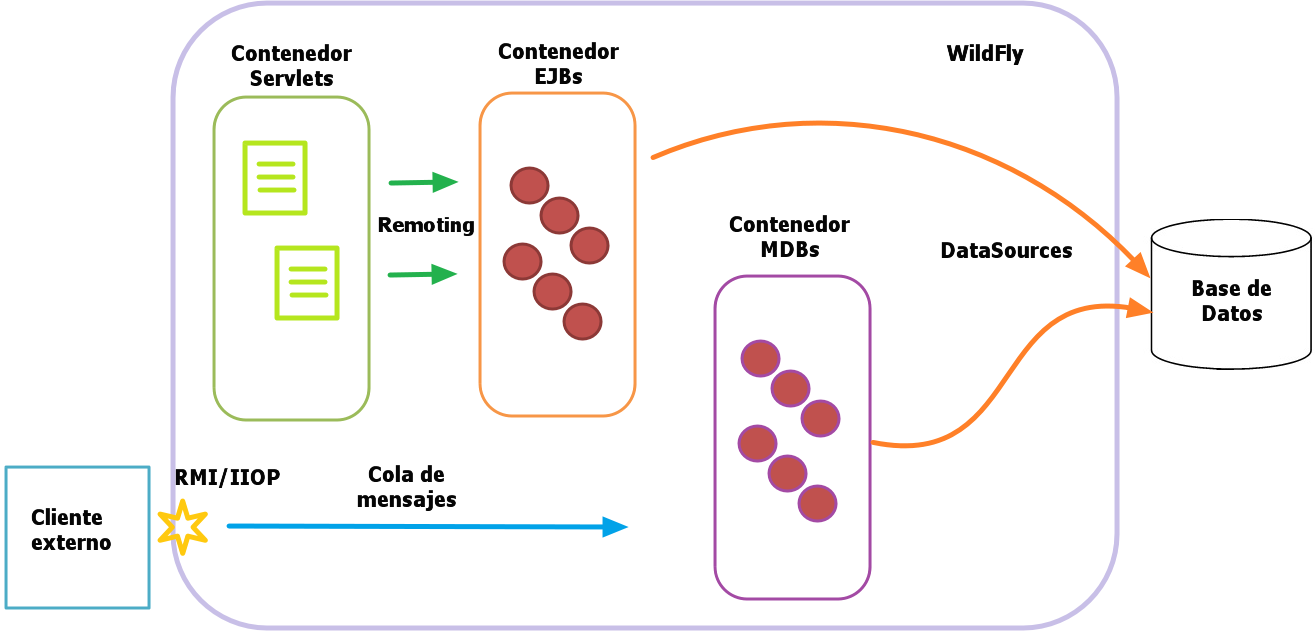 Contenedor
Servlets
Contenedor
EJBs
WildFly
Remoting
Contenedor
MDBs
DataSources
Base de
Datos
RMI/IIOP
Cola de
mensajes
Cliente
externo